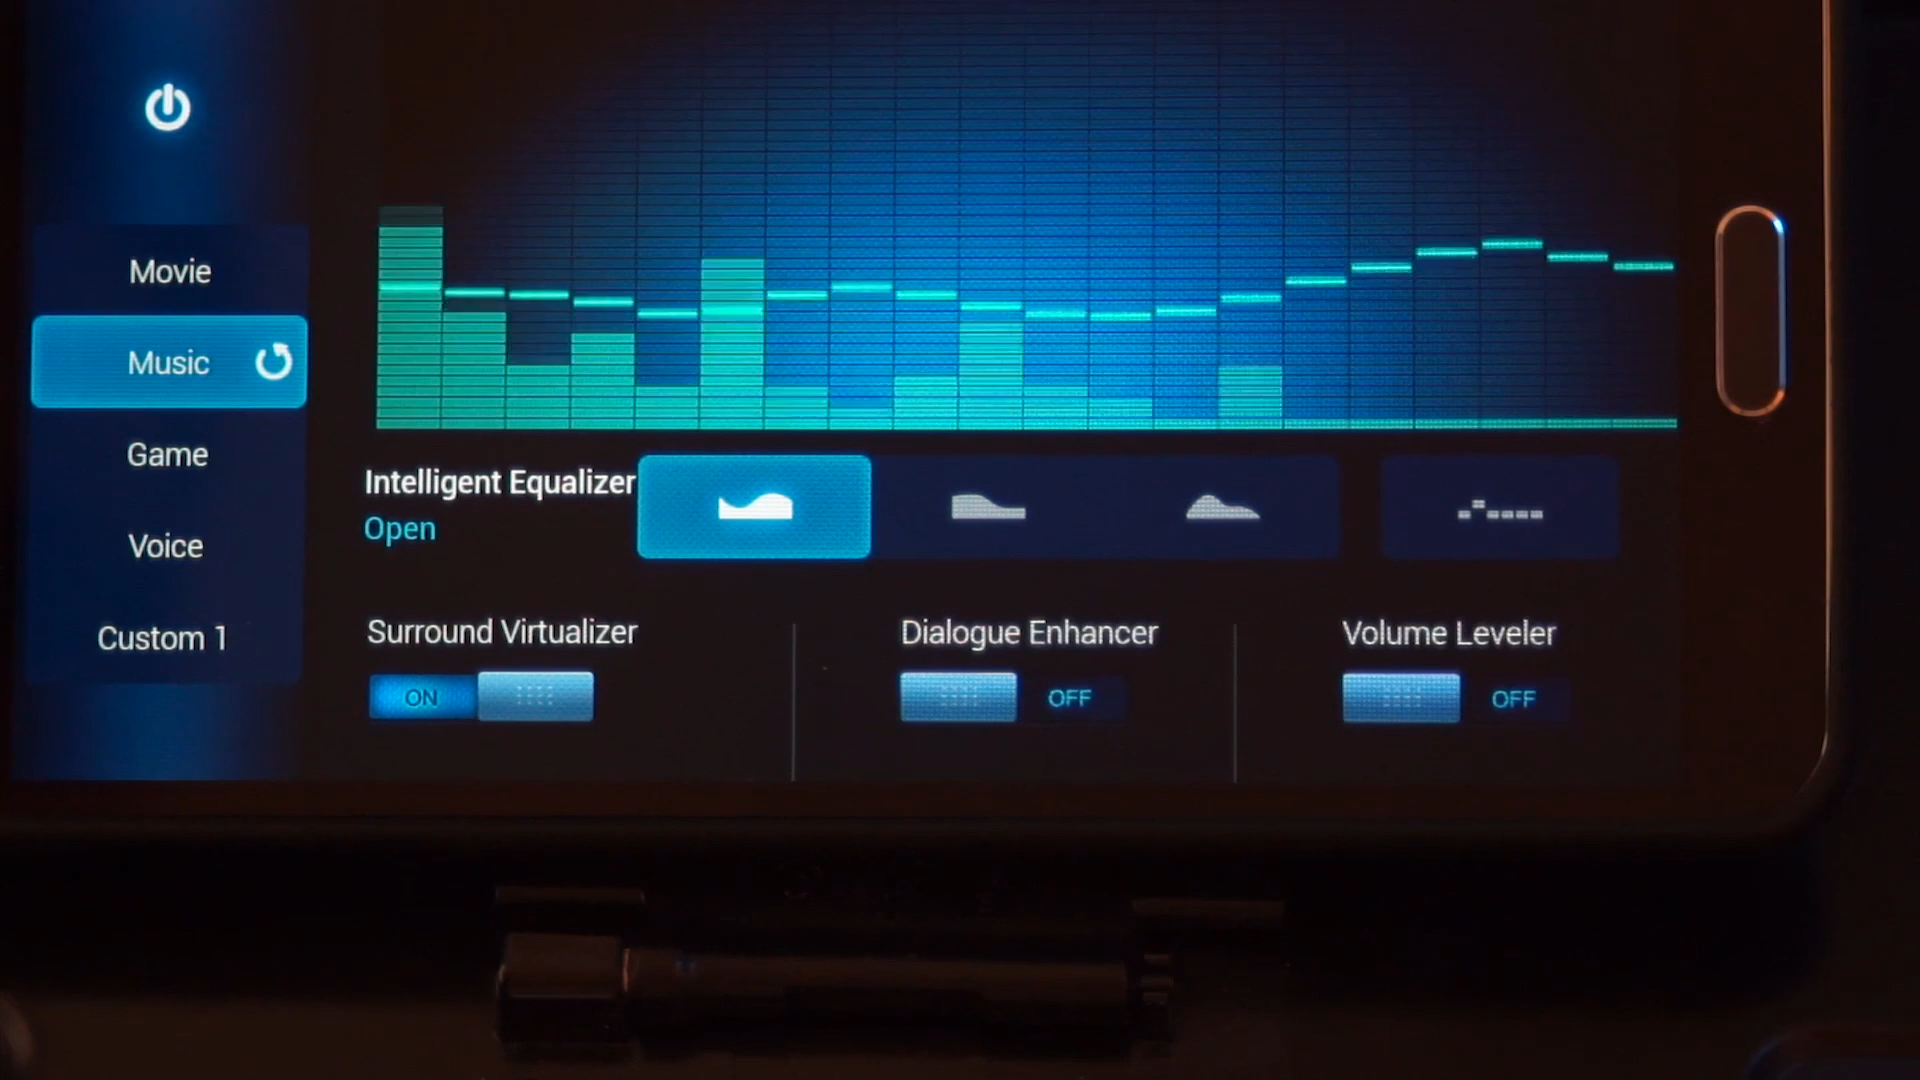 Movie
Music
Game
Voice
Custom 1
Intelligent Equalizer
Open
Surround Virtualizer
ON
Dialogue Enhancer
OFF
Volume Leveler
OFF